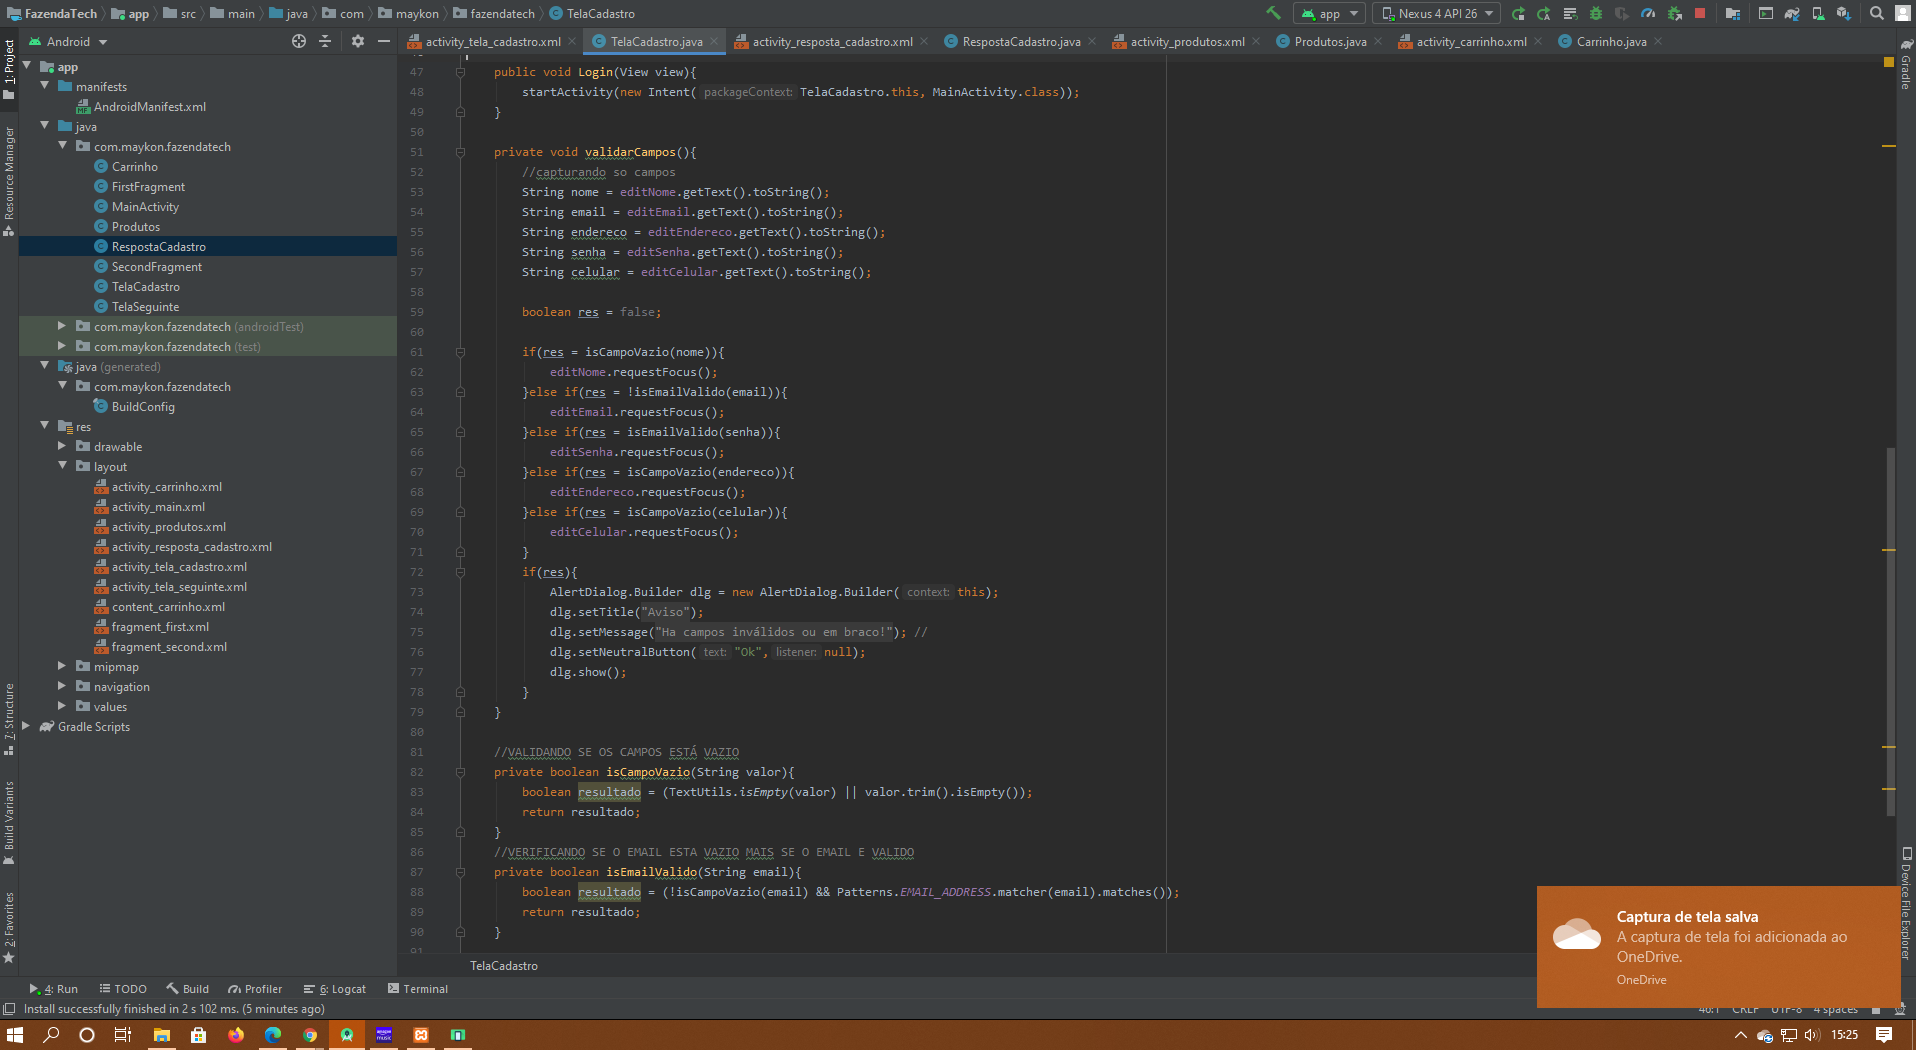 FazendaTech app src main java com maykon fazendatech TelaCadastro app Nexus 4 API 26
Android activity_tela_cadastro.xml TelaCadastro.java activity_resposta_cadastro.xml RespostaCadastro.java activity_produtos.xml Produtos.java activity_carrinho.xml Carrinho.java
1: Project
Resource Manager
7: Structure
Build Variants
2: Favorites
app
manifests
AndroidManifest.xml
java
com.maykon.fazendatech
Carrinho
FirstFragment
MainActivity
Produtos
RespostaCadastro
SecondFragment
TelaCadastro
TelaSeguinte
com.maykon.fazendatech (androidTest)
com.maykon.fazendatech (test)
java (generated)
com.maykon.fazendatech
BuildConfig
res
drawable
layout
activity_carrinho.xml
activity_main.xml
activity_produtos.xml
activity_resposta_cadastro.xml
activity_tela_cadastro.xml
activity_tela_seguinte.xml
content_carrinho.xml
fragment_first.xml
fragment_second.xml
mipmap
navigation
values
Gradle Scripts
47 public void Login(View view){
48 startActivity(new Intent( packageContext: TelaCadastro.this, MainActivity.class));
49 }
50
51 private void validarCampos(){
52 //capturando so campos
53 String nome = editNome.getText().toString();
54 String email = editEmail.getText().toString();
55 String endereco = editEndereco.getText().toString();
56 String senha = editSenha.getText().toString();
57 String celular = editCelular.getText().toString();
58
59 boolean res = false;
60
61 if(res = isCampoVazio(nome)){
62 editNome.requestFocus();
63 }else if(res = !isEmailValido(email)){
64 editEmail.requestFocus();
65 }else if(res = isEmailValido(senha)){
66 editSenha.requestFocus();
67 }else if(res = isCampoVazio(endereco)){
68 editEndereco.requestFocus();
69 }else if(res = isCampoVazio(celular)){
70 editCelular.requestFocus();
71 }
72 if(res){
73 AlertDialog.Builder dlg = new AlertDialog.Builder( context: this);
74 dlg.setTitle("Aviso");
75 dlg.setMessage("Ha campos inválidos ou em braco!"); //
76 dlg.setNeutralButton( text: "Ok", listener: null);
77 dlg.show();
78 }
79 }
80
81 //VALIDANDO SE OS CAMPOS ESTÁ VAZIO
82 private boolean isCampoVazio(String valor){
83 boolean resultado = (TextUtils.isEmpty(valor) || valor.trim().isEmpty());
84 return resultado;
85 }
86 //VERIFICANDO SE O EMAIL ESTA VAZIO MAIS SE O EMAIL E VALIDO
87 private boolean isEmailValido(String email){
88 boolean resultado = (!isCampoVazio(email) && Patterns.EMAIL_ADDRESS.matcher(email).matches());
89 return resultado;
90 }
91
TelaCadastro
Gradle
Device File Explorer
Captura de tela salva
A captura de tela foi adicionada ao
OneDrive.
OneDrive
4: Run TODO Build Profiler 6: Logcat Terminal
Install successfully finished in 2 s 102 ms. (5 minutes ago) 46:1 CRLF UTF-8 4 spaces
amazon music
15:25